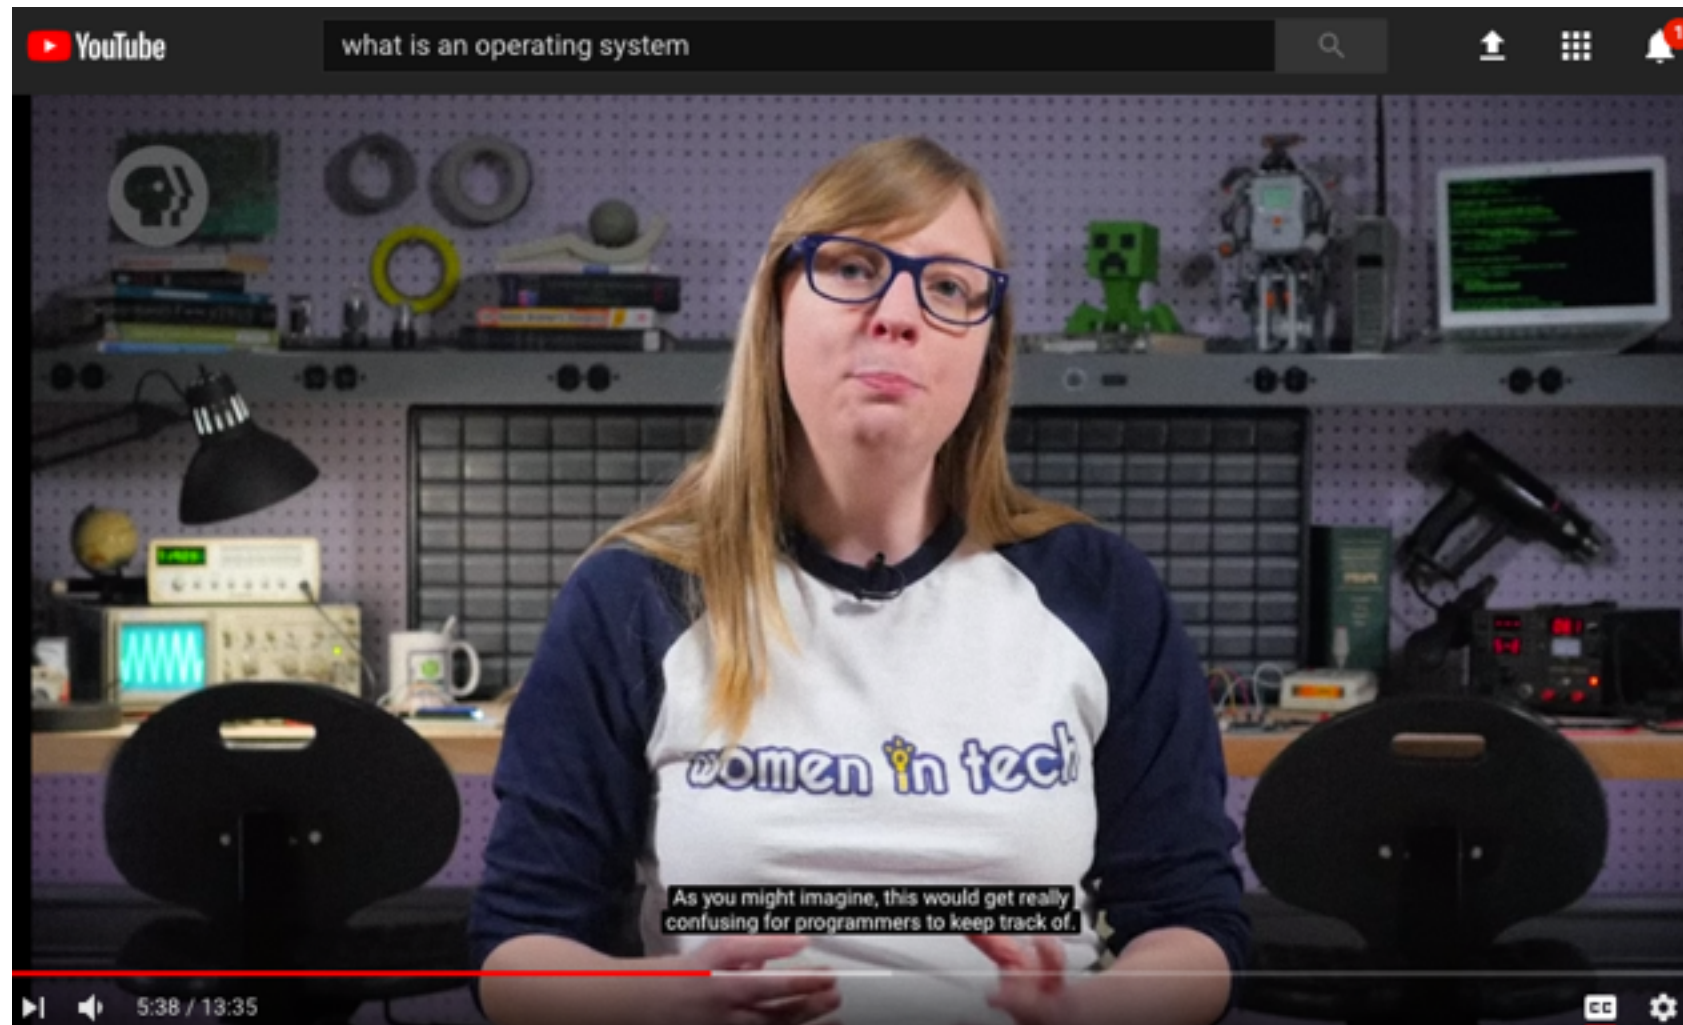 YouTube
what is an operating system
1
women in tech
As you might imagine, this would get really
confusing for programmers to keep track of.
5:38 / 13:35
CC